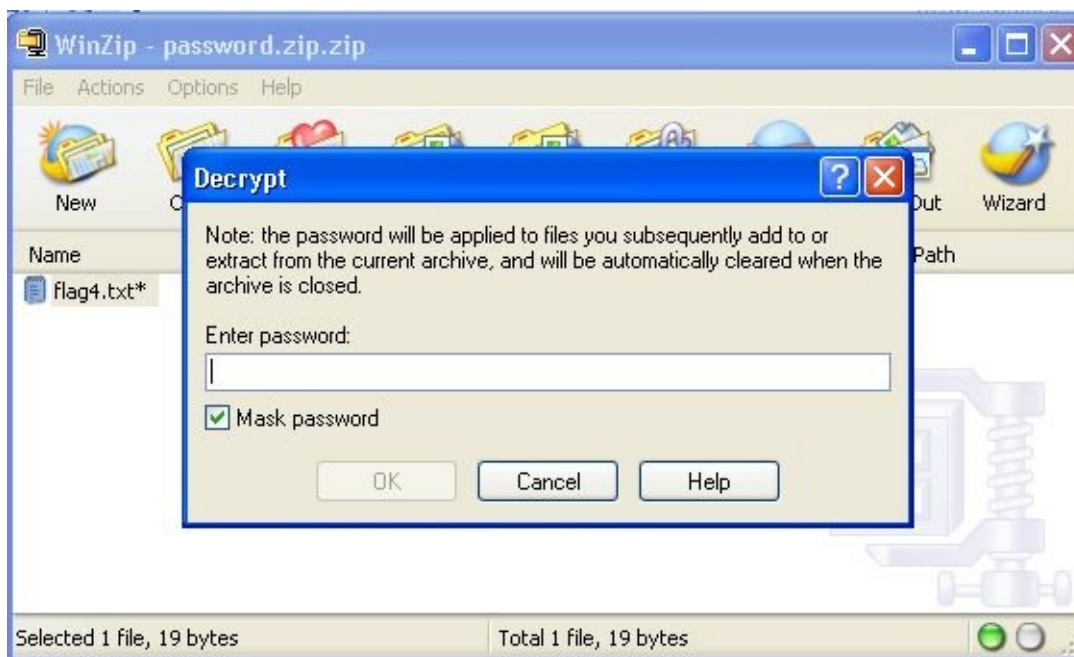 WinZip - password.zip.zip
File Actions Options Help
New
Wizard
Name
Path
flag4.txt*
Decrypt
Note: the password will be applied to files you subsequently add to or
extract from the current archive, and will be automatically cleared when the
archive is closed.
Enter password:
Mask password
OK Cancel Help
Selected 1 file, 19 bytes
Total 1 file, 19 bytes